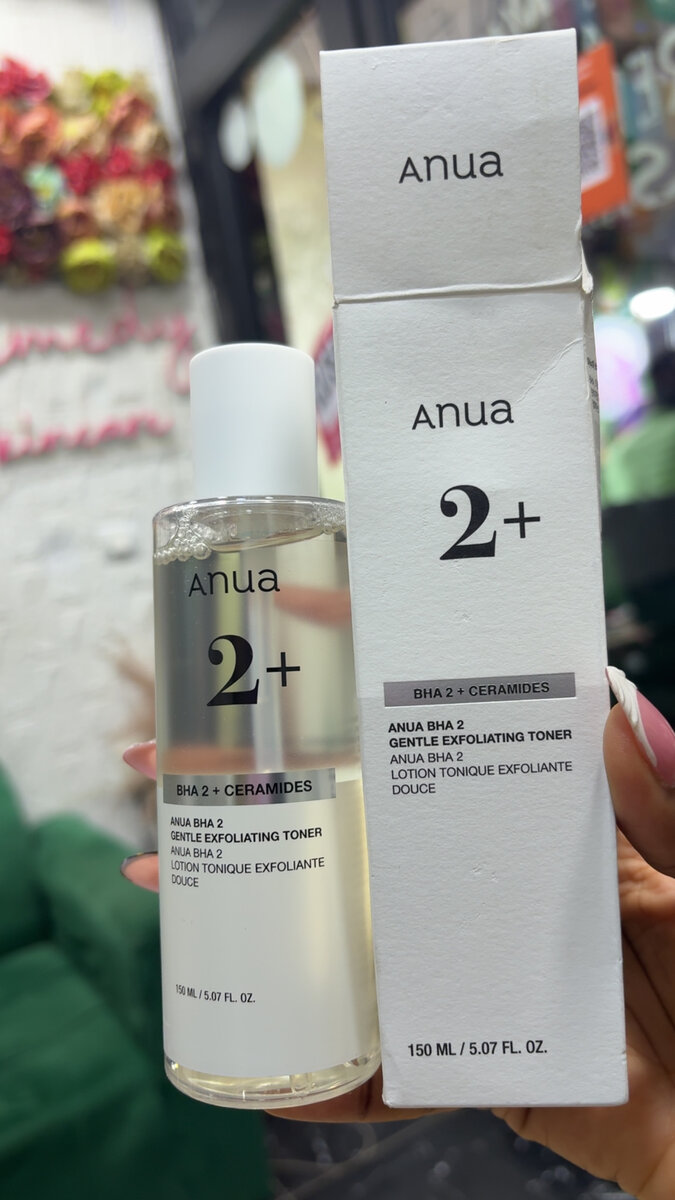 Anua
Anua
2+
BHA 2 + CERAMIDES
ANUA BHA 2
GENTLE EXFOLIATING TONER
ANUA BHA 2
LOTION TONIQUE EXFOLIANTE
DOUCE
150 ML / 5.07 FL. OZ.
Anua
2+
BHA 2 + CERAMIDES
ANUA BHA 2
GENTLE EXFOLIATING TONER
ANUA BHA 2
LOTION TONIQUE EXFOLIANTE
DOUCE
150 ML / 5.07 FL. OZ.